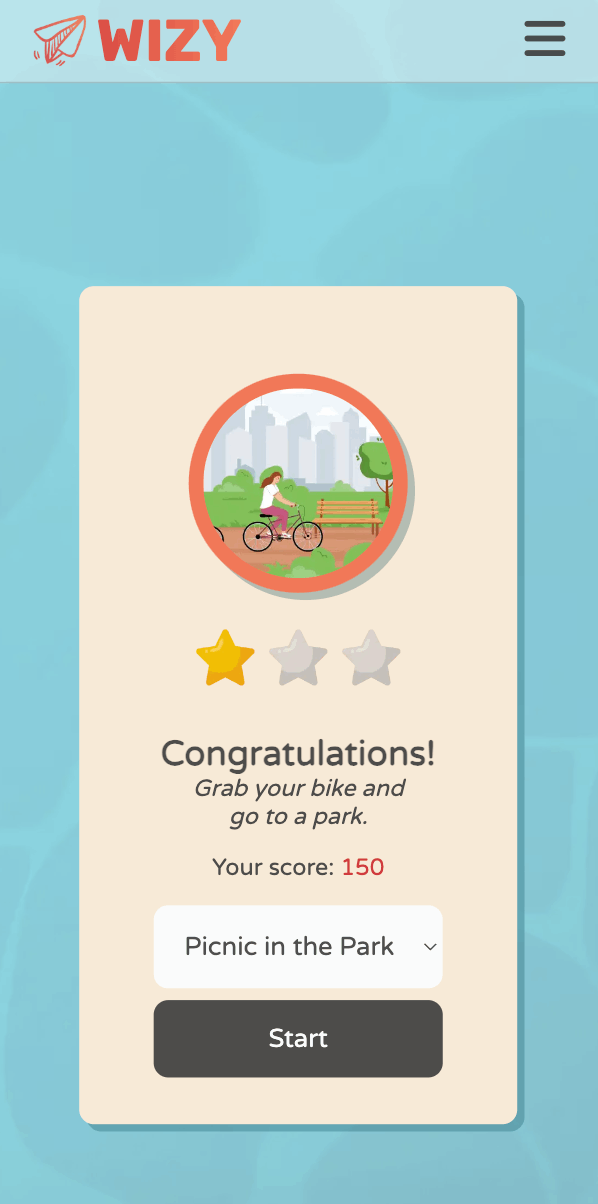 WIZY
Congratulations!
Grab your bike and
go to a park.
Your score: 150
Picnic in the Park
Start